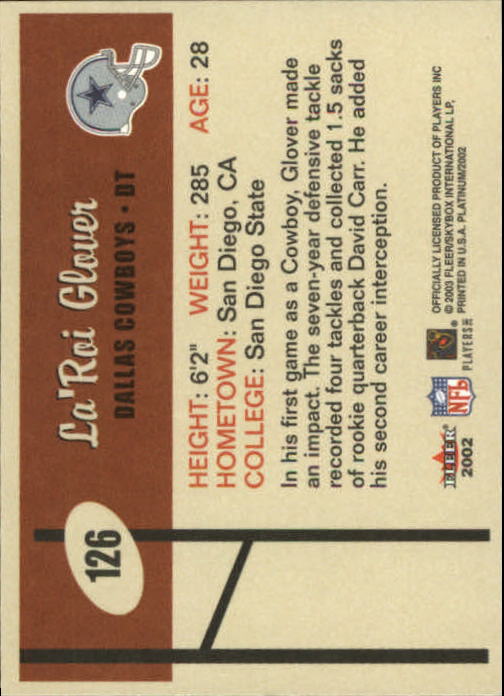 126
La'Roi Glover
DALLAS COWBOYS • DT
HEIGHT: 6'2" WEIGHT: 285 AGE: 28
HOMETOWN: San Diego, CA
COLLEGE: San Diego State
In his first game as a Cowboy, Glover made
an impact. The seven-year defensive tackle
recorded four tackles and collected 1.5 sacks
of rookie quarterback David Carr. He added
his second career interception.
FLEER
2002
NFL
PLAYERS INC
OFFICIALLY LICENSED PRODUCT OF PLAYERS INC
© 2003 FLEER/SKYBOX INTERNATIONAL LP.
PRINTED IN U.S.A. PLATINUM/2002